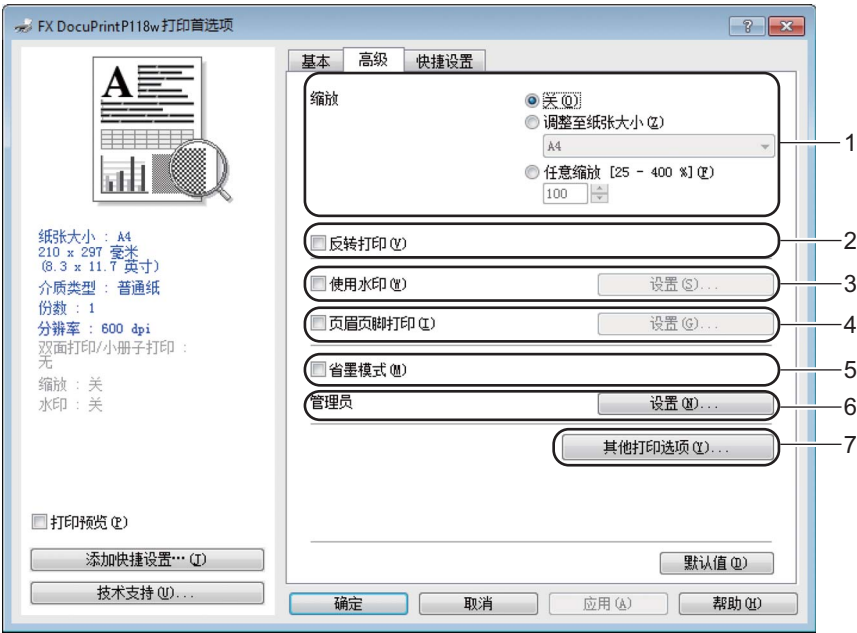 FX DocuPrintP118w 打印首选项
基本 高级 快捷设置
A
缩放
关(O)
调整至纸张大小(Z)
A4
任意缩放 [25 - 400 %](F)
100
1
反转打印(V)
2
使用水印(W) 设置(S)...
3
页眉页脚打印(I) 设置(G)...
4
省墨模式(M)
5
管理员 设置(N)...
6
其他打印选项(Y)...
7
纸张大小 : A4
210 x 297 毫米
(8.3 x 11.7 英寸)
介质类型 : 普通纸
份数 : 1
分辨率 : 600 dpi
双面打印/小册子打印 :
无
缩放 : 关
水印 : 关
打印预览(P)
添加快捷设置…(J)
技术支持(U)...
默认值(D)
确定 取消 应用(A) 帮助(H)